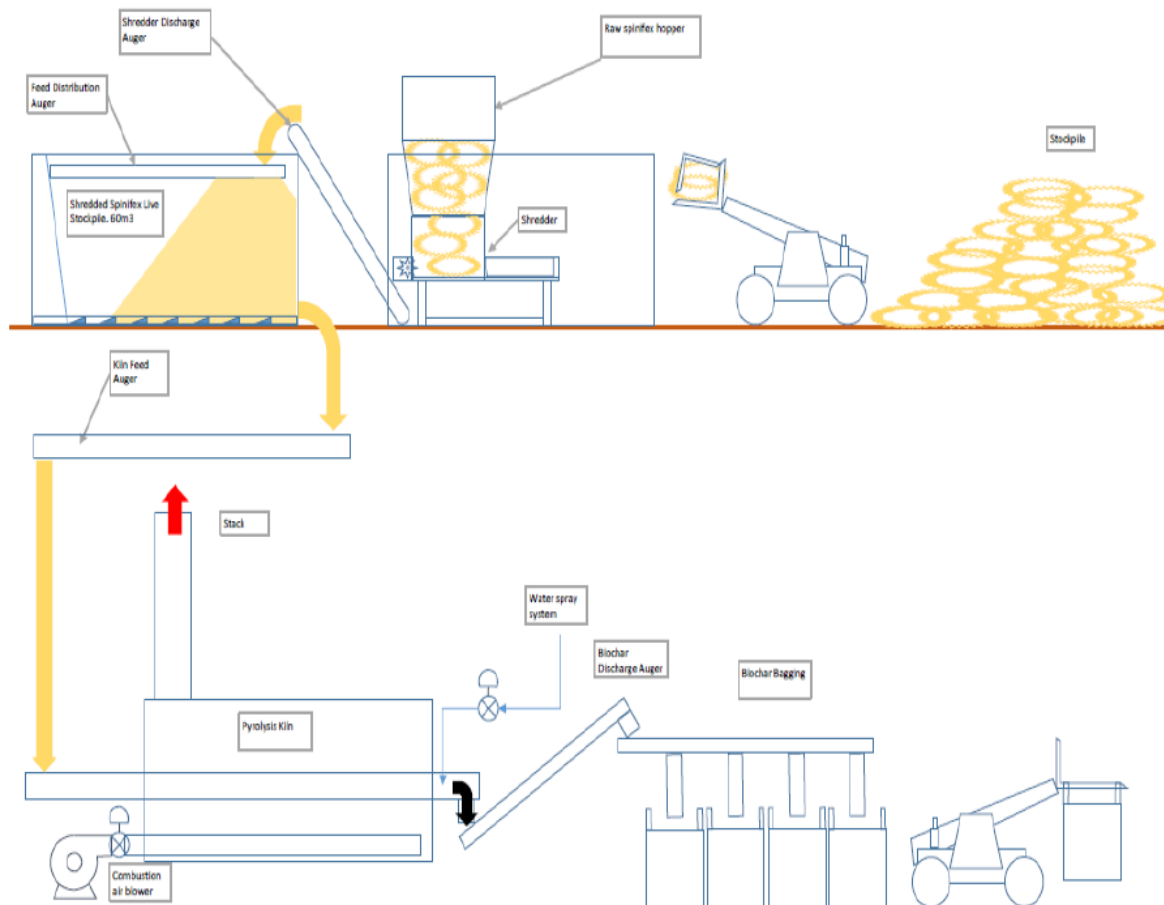 Shredder Discharge
Auger
Raw spinifex hopper
Feed Distribution
Auger
Stockpile
Shredded Spinifex Live
Stockpile. 60m3
Shredder
Kiln Feed
Auger
Stack
Water spray
system
Biochar
Discharge Auger
Biochar Bagging
Pyrolysis Kiln
Combustion
air blower